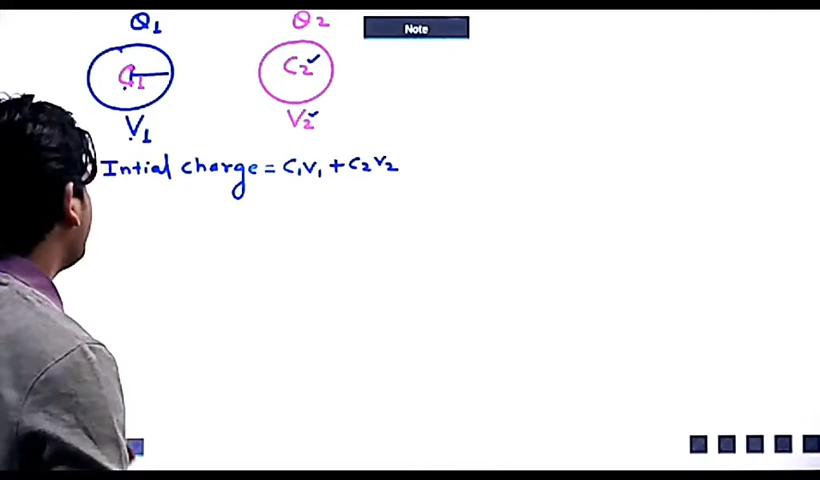 Q1 Q2
Note
C1 C2✓
V1 V2✓
Intial charge = C1V1 + C2V2